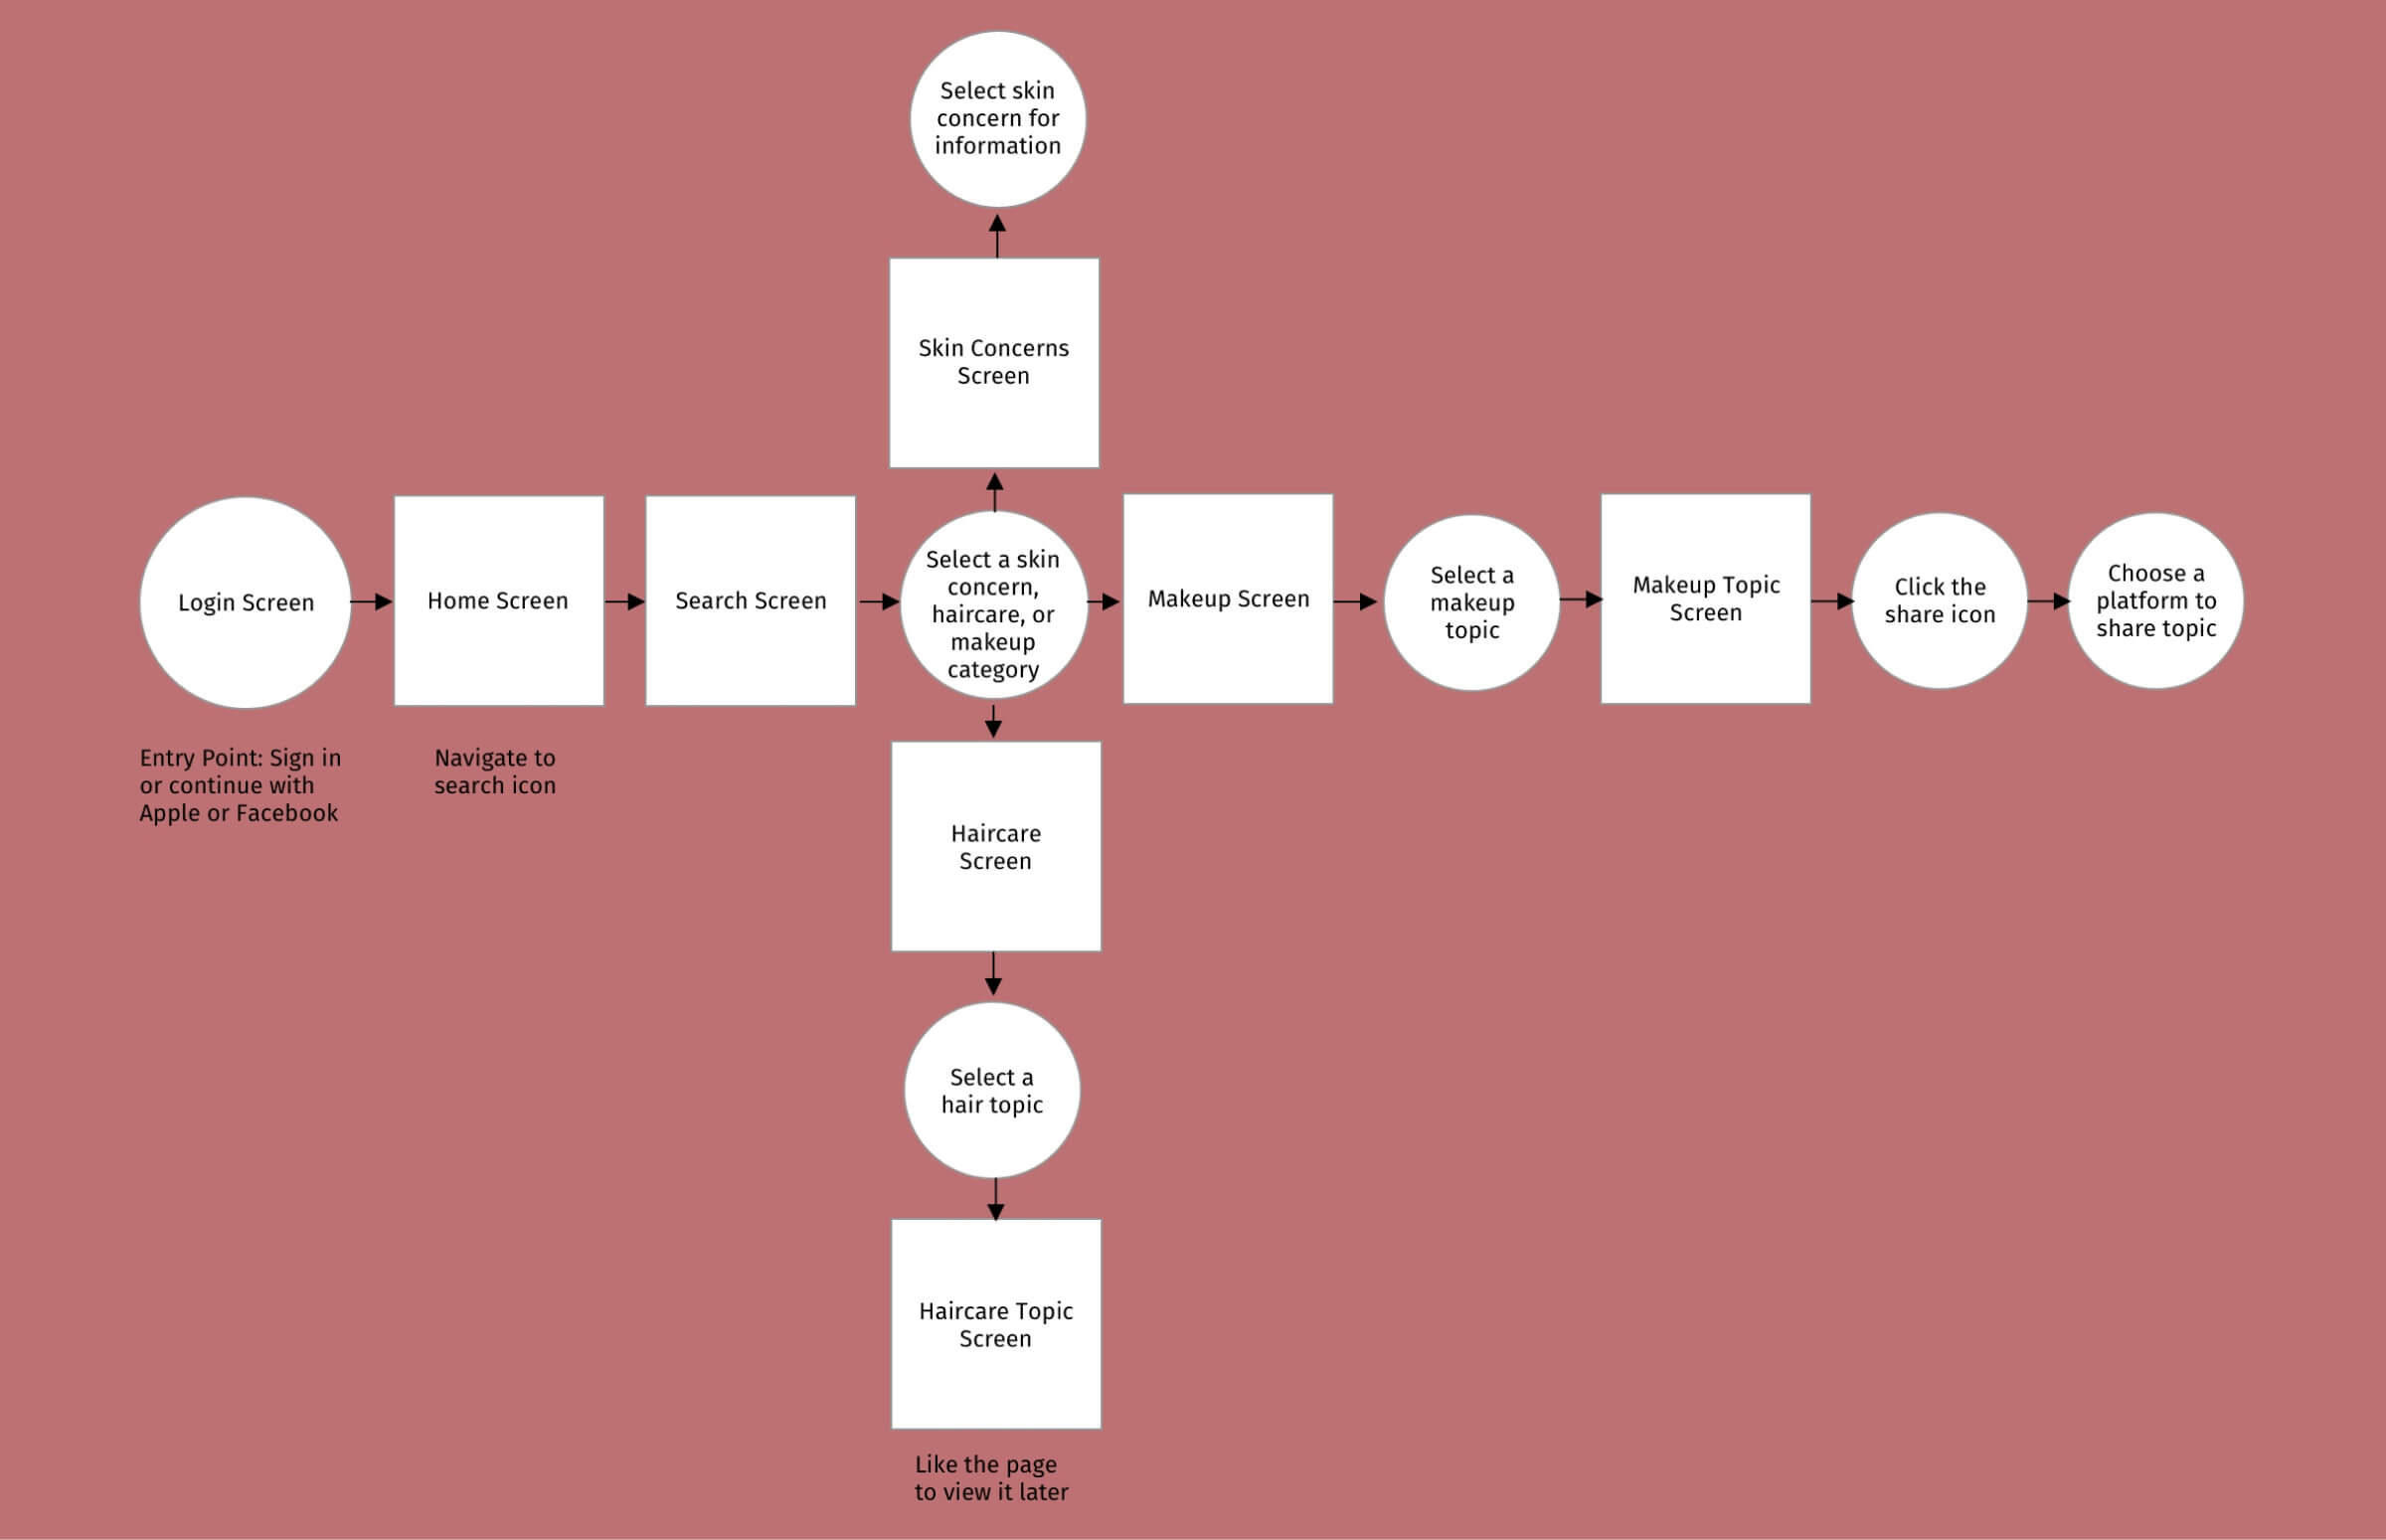 Select skin
concern for
information
Skin Concerns
Screen
Login Screen
Home Screen
Search Screen
Select a skin
concern,
haircare, or
makeup
category
Makeup Screen
Select a
makeup
topic
Makeup Topic
Screen
Click the
share icon
Choose a
platform to
share topic
Entry Point: Sign in
or continue with
Apple or Facebook
Navigate to
search icon
Haircare
Screen
Select a
hair topic
Haircare Topic
Screen
Like the page
to view it later